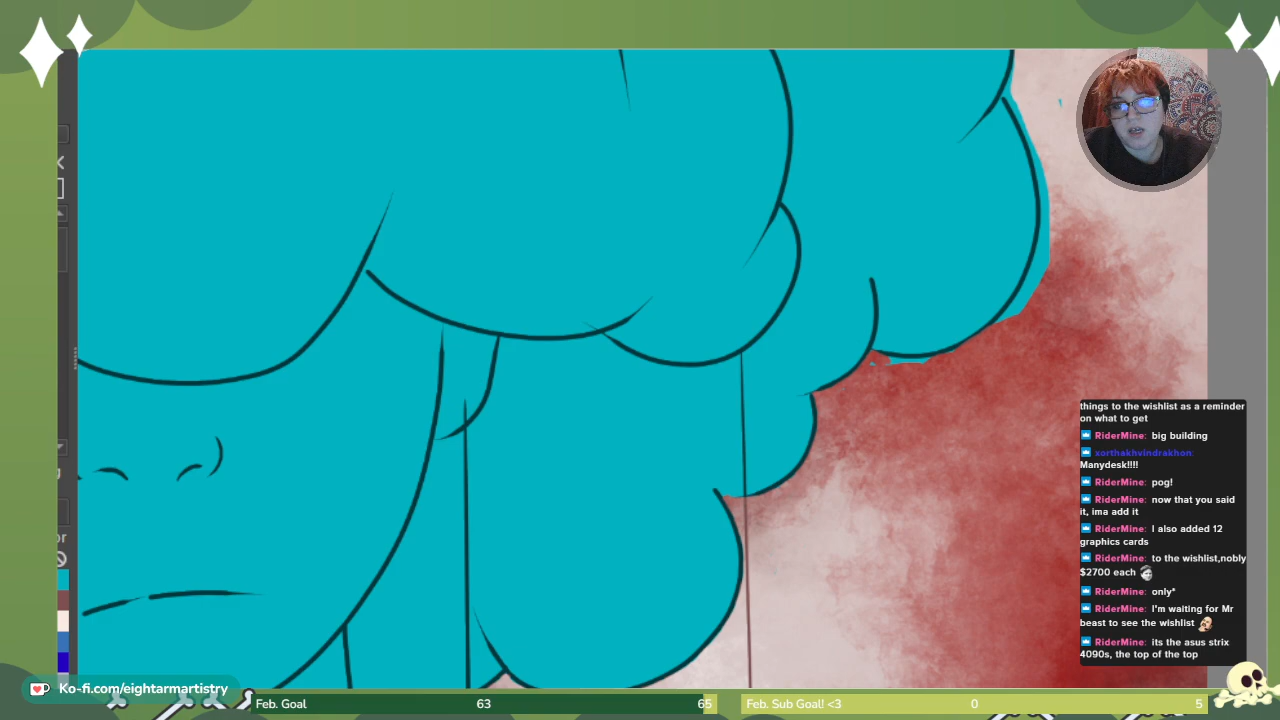 things to the wishlist as a reminder
on what to get
RiderMine: big building
xorthakhvindrakhon:
Manydesk!!!!
RiderMine: pog!
RiderMine: now that you said
it, ima add it
RiderMine: I also added 12
graphics cards
RiderMine: to the wishlist,nobly
$2700 each
RiderMine: only*
RiderMine: I'm waiting for Mr
beast to see the wishlist
RiderMine: its the asus strix
4090s, the top of the top
or
Ko-fi.com/eightarmartistry
Feb. Goal 63 65
Feb. Sub Goal! <3 0 5